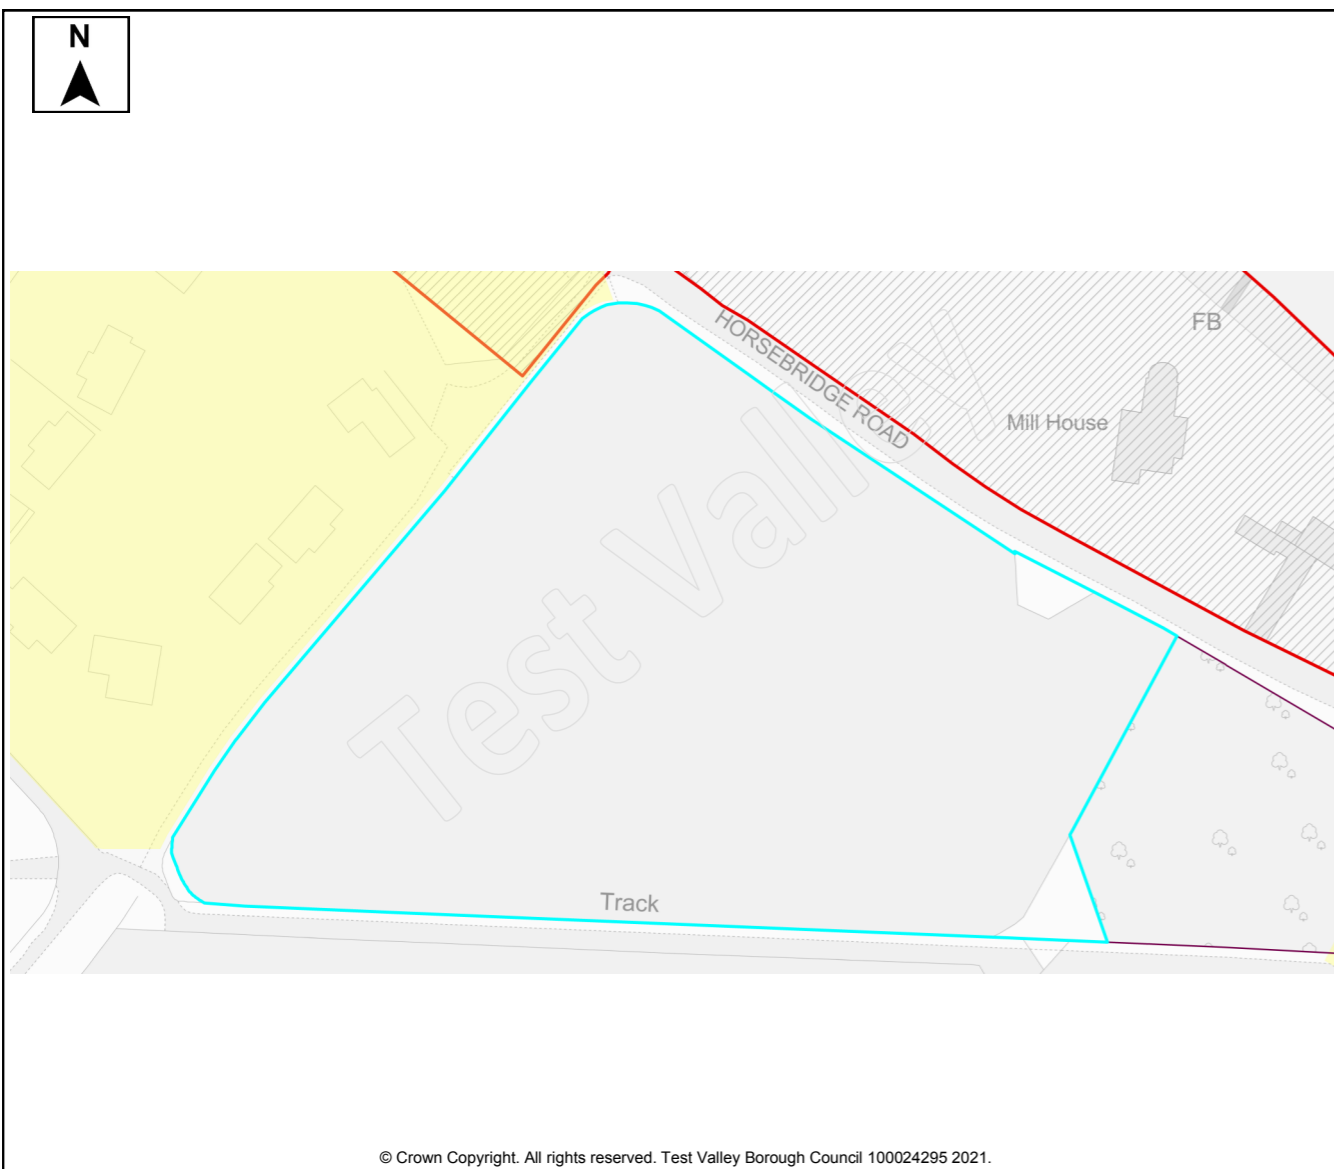 N
HORSEBRIDGE ROAD
FB
Mill House
Test Valley
Track
© Crown Copyright. All rights reserved. Test Valley Borough Council 100024295 2021.